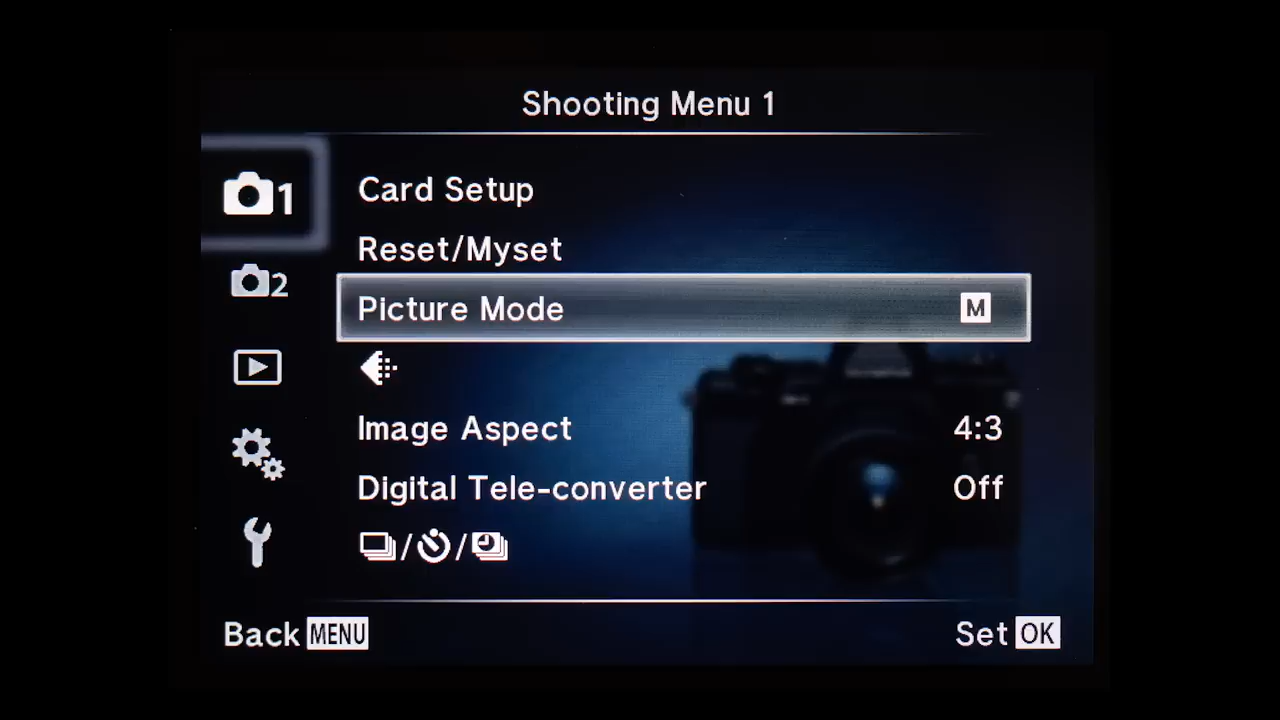 Shooting Menu 1
1
Card Setup
Reset/Myset
2
Picture Mode M
Image Aspect 4:3
Digital Tele-converter Off
/ /
Back MENU Set OK